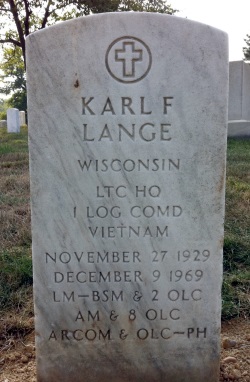 KARL F
LANGE
WISCONSIN
LTC HQ
1 LOG COMD
VIETNAM
NOVEMBER 27 1929
DECEMBER 9 1969
LM—BSM & 2 OLC
AM & 8 OLC
ARCOM & OLC—PH